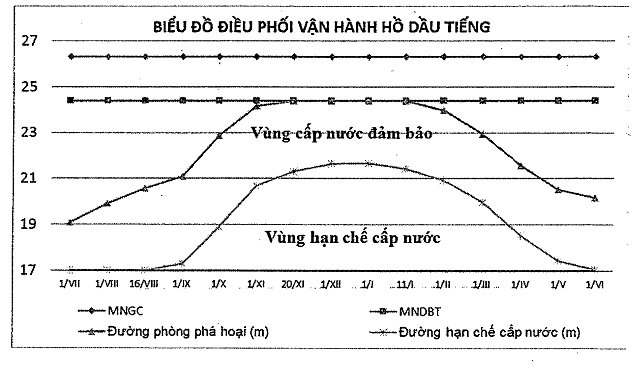 BIỂU ĐỒ ĐIỀU PHỐI VẬN HÀNH HỒ DẦU TIẾNG
27
25
23
21
19
17
Vùng cấp nước đảm bảo
Vùng hạn chế cấp nước
1/VII 1/VIII 16/VIII 1/IX 1/X 1/XI 20/XI 1/XII 1/I 11/I 1/II 1/III 1/IV 1/V 1/VI
MNGC MNDBT
Đường phòng phá hoại (m) Đường hạn chế cấp nước (m)